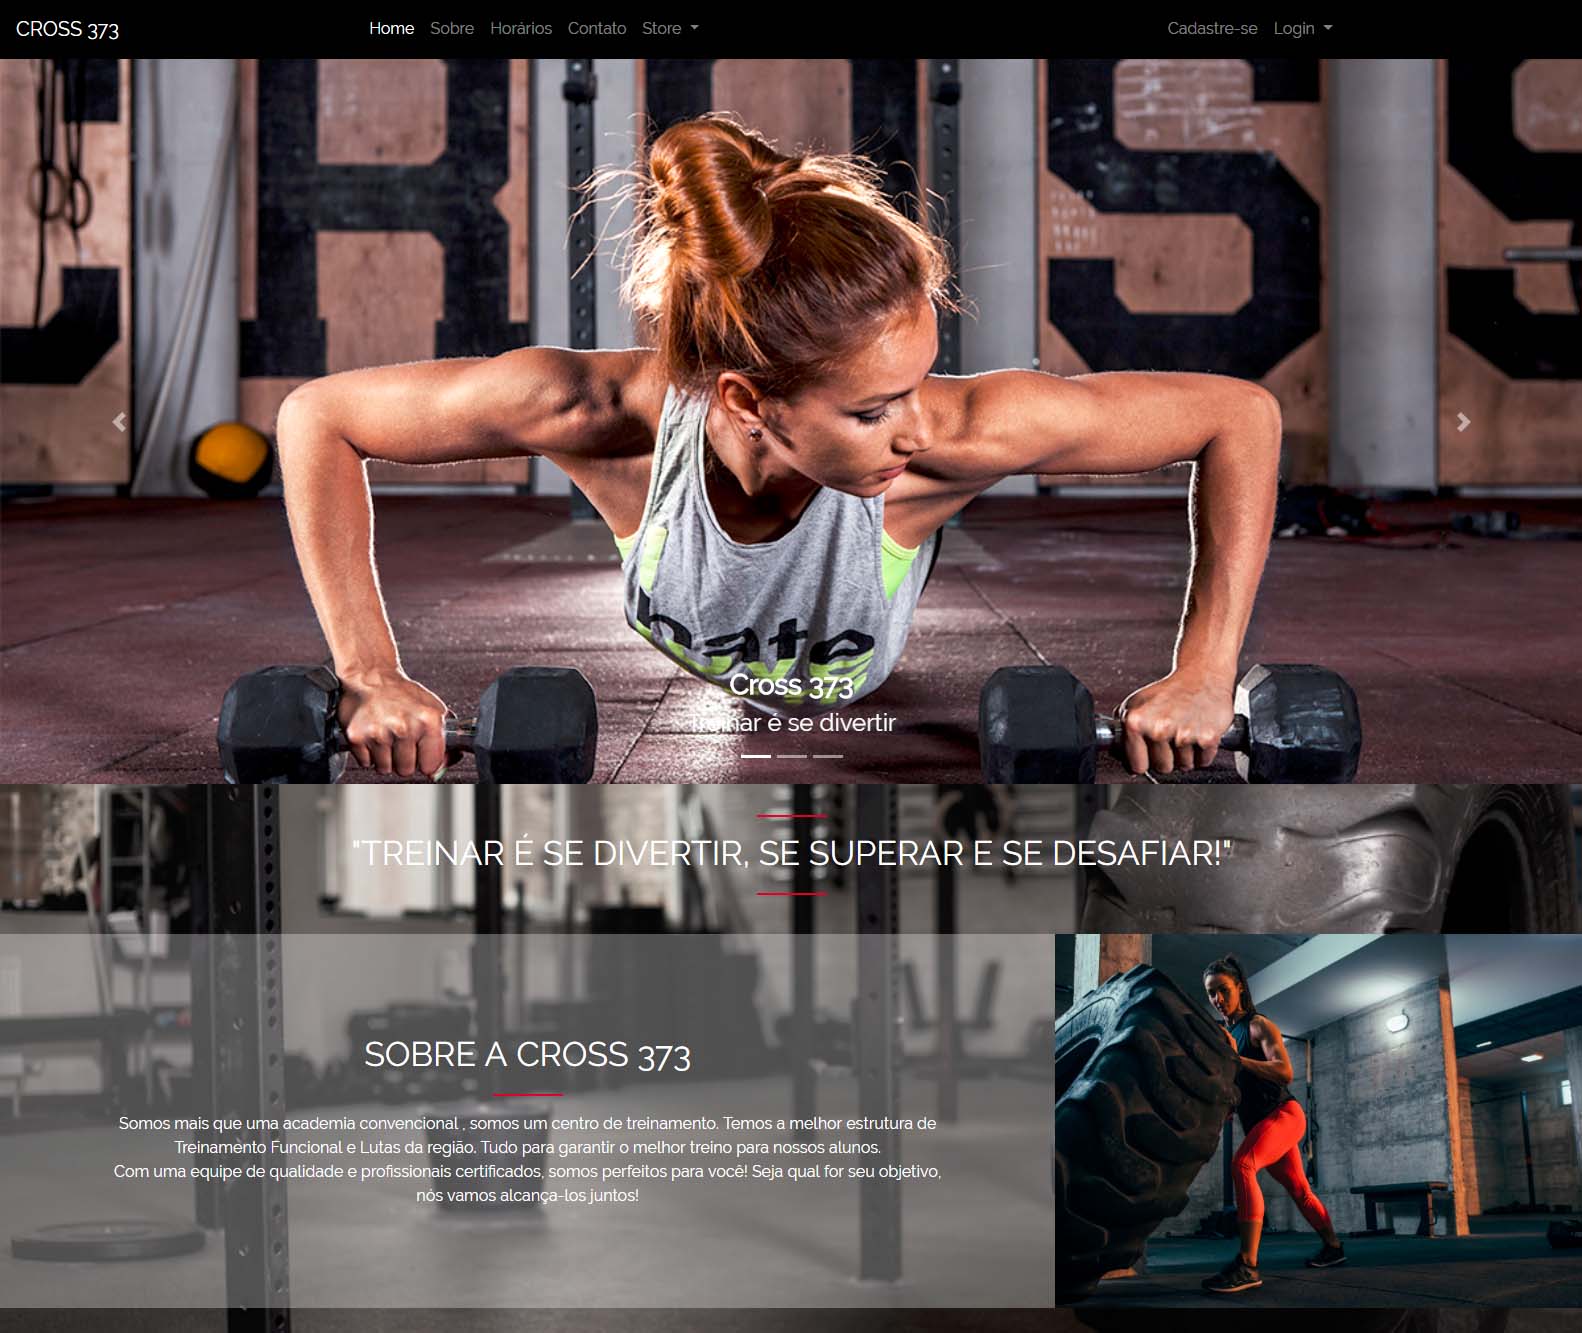 CROSS 373
Home Sobre Horários Contato Store
Cadastre-se Login
hate
Cross 373
Treinar é se divertir
"TREINAR É SE DIVERTIR, SE SUPERAR E SE DESAFIAR!"
SOBRE A CROSS 373
Somos mais que uma academia convencional , somos um centro de treinamento. Temos a melhor estrutura de
Treinamento Funcional e Lutas da região. Tudo para garantir o melhor treino para nossos alunos.
Com uma equipe de qualidade e profissionais certificados, somos perfeitos para você! Seja qual for seu objetivo,
nós vamos alcança-los juntos!